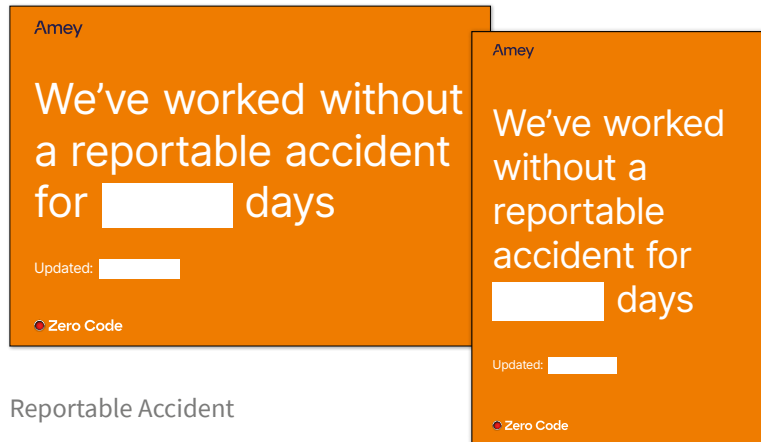 Amey
We've worked without
a reportable accident
for days
Updated:
Zero Code
Amey
We've worked
without a
reportable
accident for
days
Updated:
Zero Code
Reportable Accident